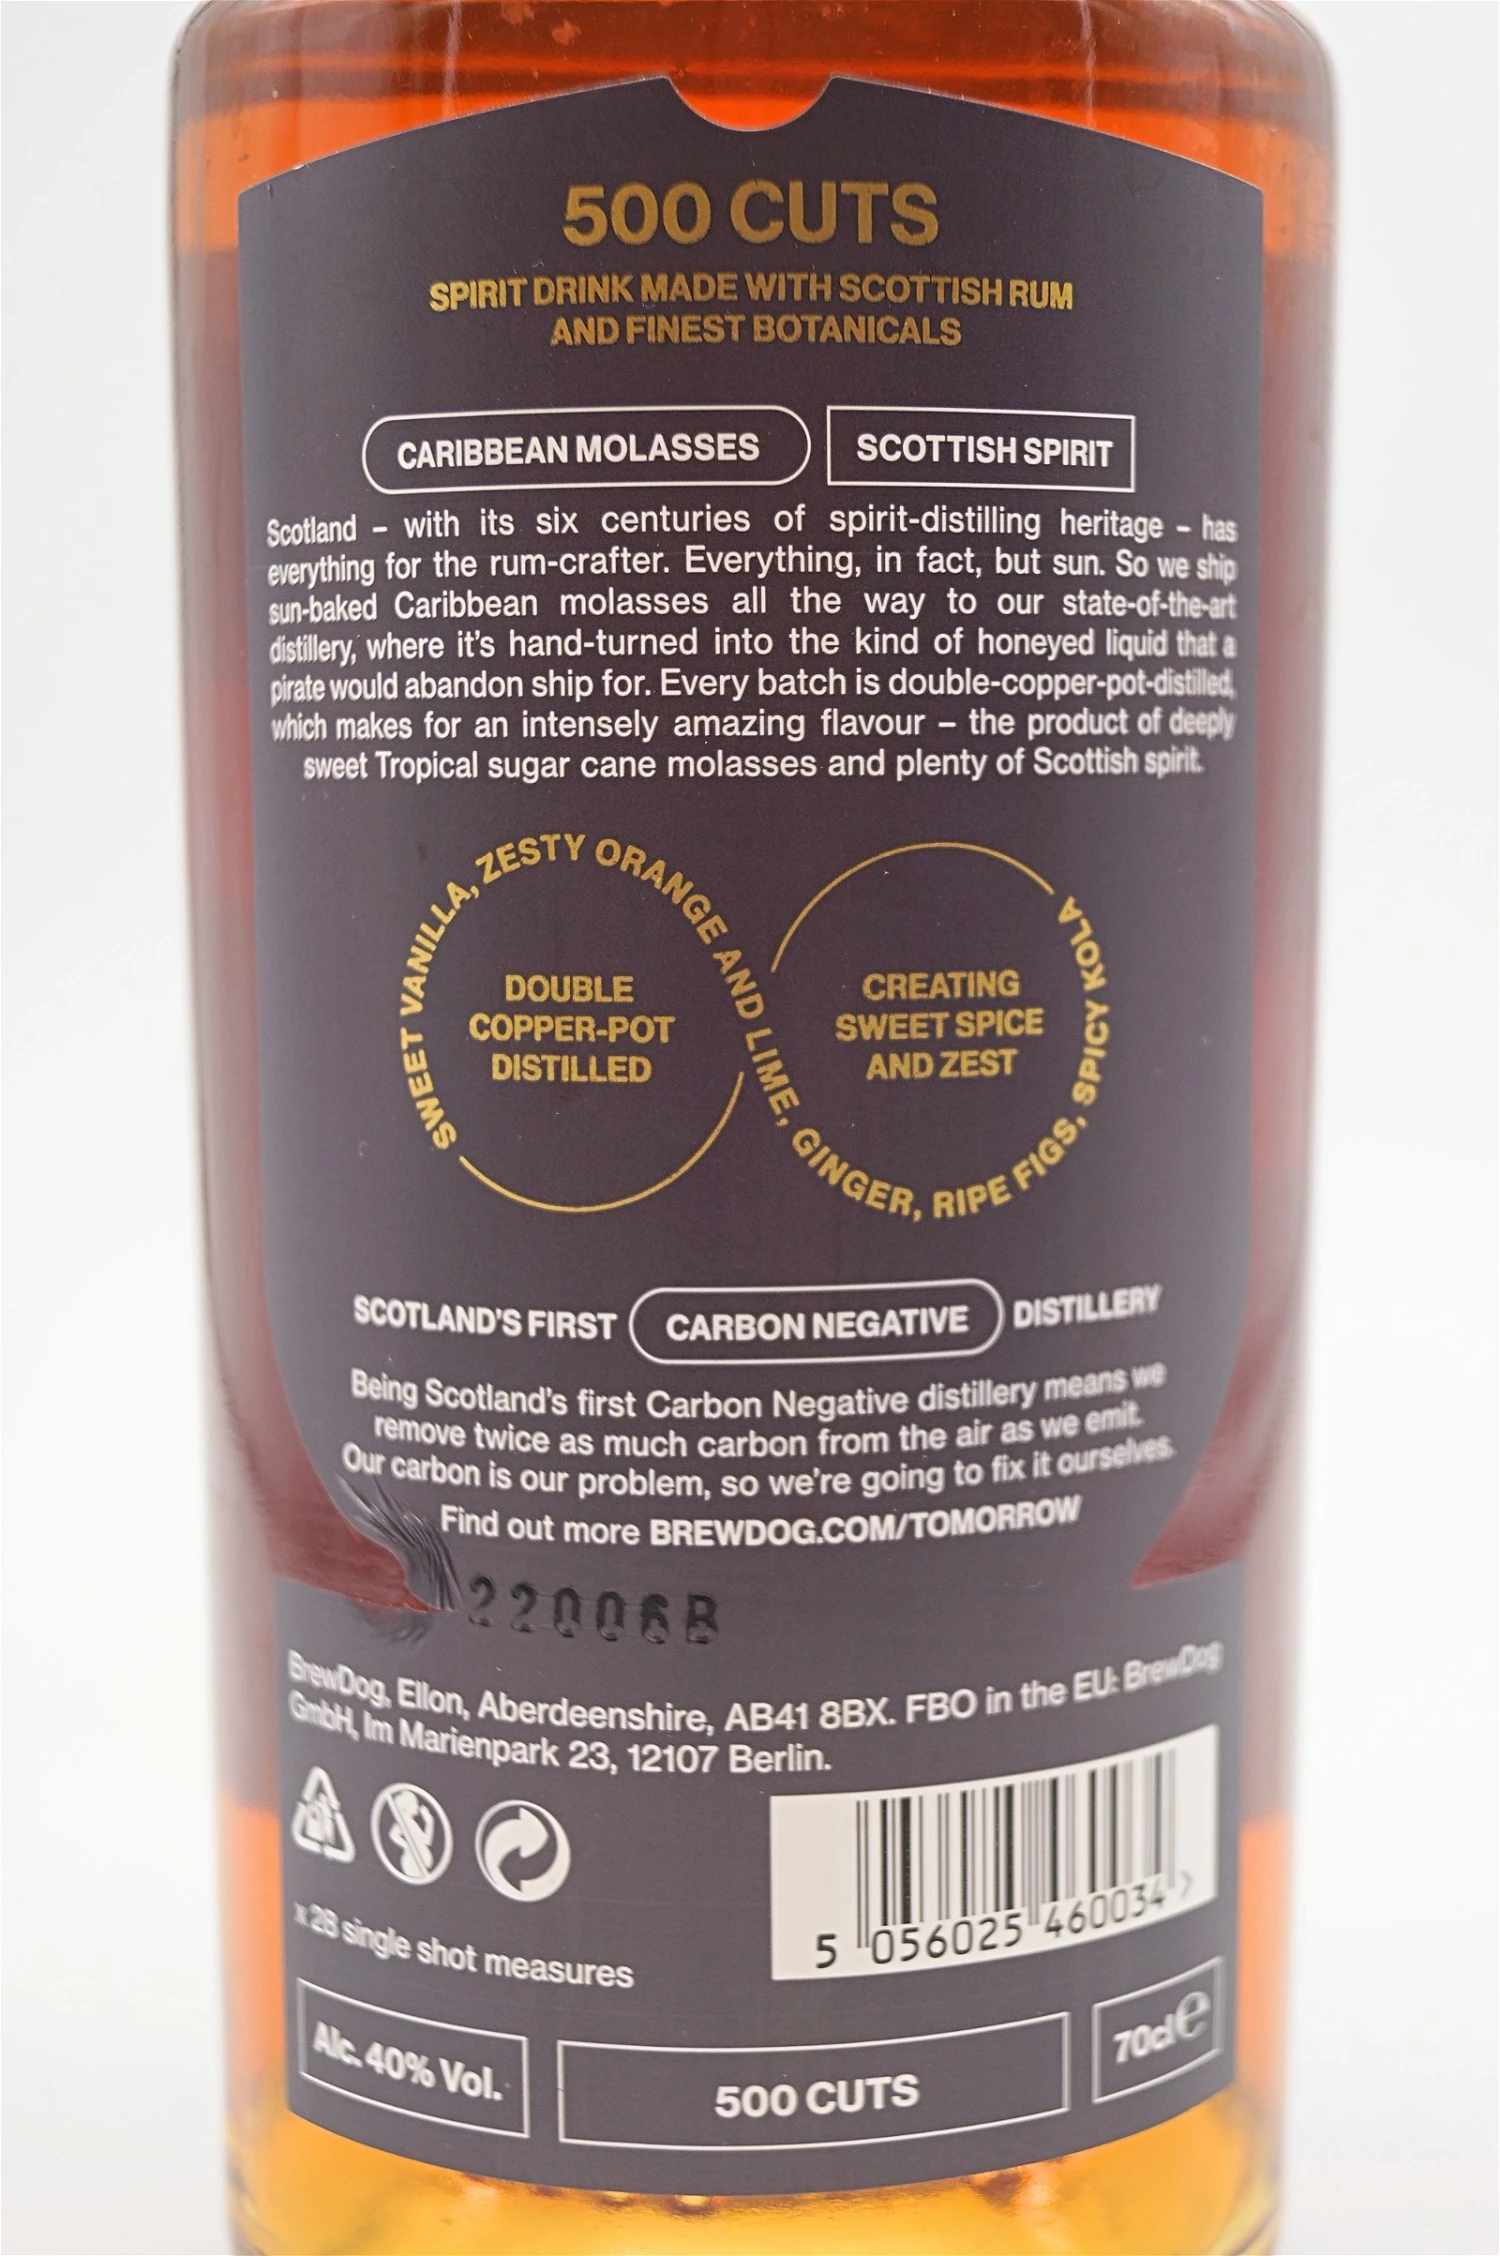 500 CUTS
SPIRIT DRINK MADE WITH SCOTTISH RUM
AND FINEST BOTANICALS
CARIBBEAN MOLASSES SCOTTISH SPIRIT
Scotland – with its six centuries of spirit-distilling heritage – has
everything for the rum-crafter. Everything, in fact, but sun. So we ship
sun-baked Caribbean molasses all the way to our state-of-the-art
distillery, where it's hand-turned into the kind of honeyed liquid that a
pirate would abandon ship for. Every batch is double-copper-pot-distilled,
which makes for an intensely amazing flavour – the product of deeply
sweet Tropical sugar cane molasses and plenty of Scottish spirit.
SWEET VANILLA, ZESTY ORANGE AND LIME, GINGER, RIPE FIGS, SPICY KOLA
DOUBLE
COPPER-POT
DISTILLED
CREATING
SWEET SPICE
AND ZEST
SCOTLAND'S FIRST CARBON NEGATIVE DISTILLERY
Being Scotland's first Carbon Negative distillery means we
remove twice as much carbon from the air as we emit.
Our carbon is our problem, so we're going to fix it ourselves.
Find out more BREWDOG.COM/TOMORROW
22006B
BrewDog, Ellon, Aberdeenshire, AB41 8BX. FBO in the EU: BrewDog
GmbH, Im Marienpark 23, 12107 Berlin.
x 28 single shot measures
5 056025 460034 >
Alc. 40% Vol.
500 CUTS
70cl e